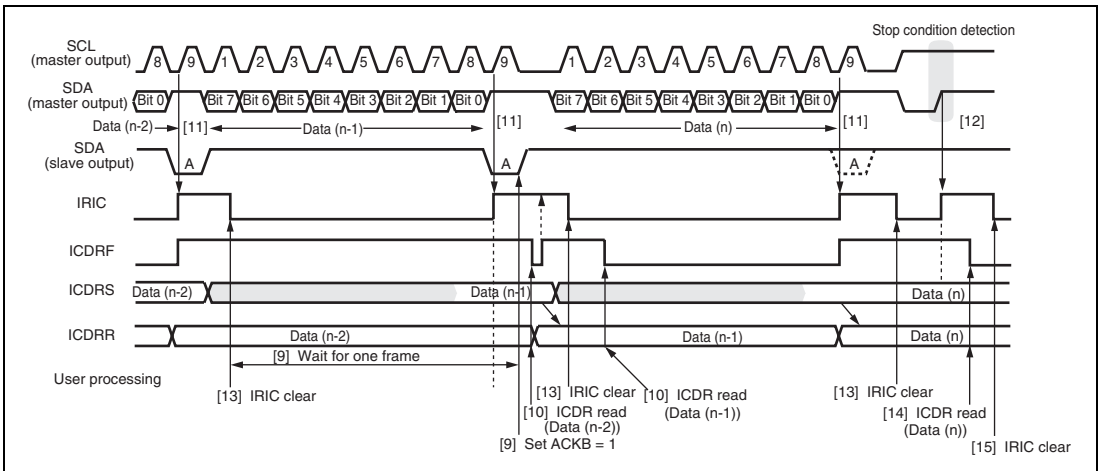 Stop condition detection
SCL
(master output)
8 9 1 2 3 4 5 6 7 8 9 1 2 3 4 5 6 7 8 9
SDA
(master output)
Bit 0 Bit 7 Bit 6 Bit 5 Bit 4 Bit 3 Bit 2 Bit 1 Bit 0 Bit 7 Bit 6 Bit 5 Bit 4 Bit 3 Bit 2 Bit 1 Bit 0
Data (n-2) [11] Data (n-1) [11] Data (n) [11] [12]
SDA
(slave output)
A A A
IRIC
ICDRF
ICDRS
Data (n-2) Data (n-1) Data (n)
ICDRR
Data (n-2) Data (n-1) Data (n)
[9] Wait for one frame
User processing
[13] IRIC clear
[13] IRIC clear
[10] ICDR read
(Data (n-1))
[13] IRIC clear
[10] ICDR read
(Data (n-2))
[14] ICDR read
(Data (n))
[9] Set ACKB = 1
[15] IRIC clear